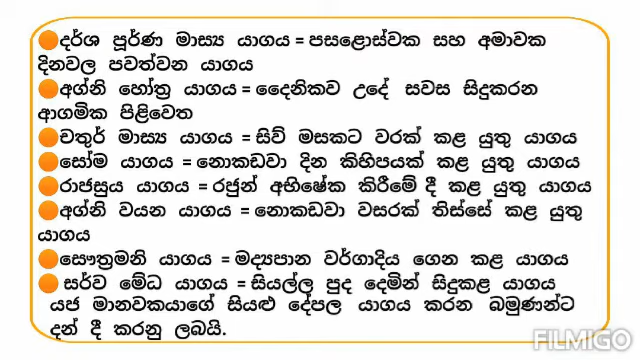 දර්ශ පූර්ණ මාස්‍ය යාගය = පසළොස්වක සහ අමාවක
දිනවල පවත්වන යාගය
අග්නි හෝත්‍ර යාගය = දෛනිකව උදේ සවස සිදුකරන
ආගමික පිළිවෙත
චතුර් මාස්‍ය යාගය = සිව් මසකට වරක් කළ යුතු යාගය
සෝම යාගය = නොකඩවා දින කිහිපයක් කළ යුතු යාගය
රාජසුය යාගය = රජුන් අභිෂේක කිරීමේ දී කළ යුතු යාගය
අග්නි වයන යාගය = නොකඩවා වසරක් තිස්සේ කළ යුතු
යාගය
සෞත්‍රමනි යාගය = මද්‍යපාන වර්ගාදිය ගෙන කළ යාගය
සර්ව මේධ යාගය = සියල්ල පුද දෙමින් සිදුකළ යාගය
යජ මානවකයාගේ සියළු දේපල යාගය කරන බමුණන්ට
දන් දී කරනු ලබයි.
FILMIGO